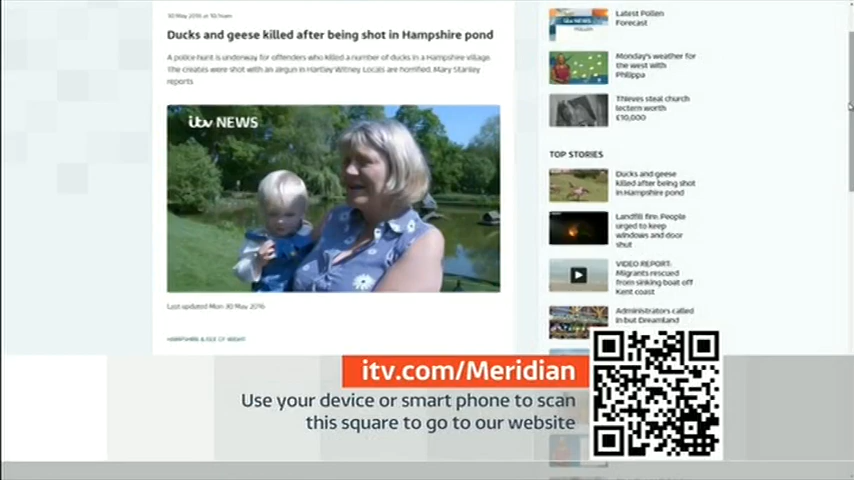 30 May 2016 at 10:14am
Ducks and geese killed after being shot in Hampshire pond
A police hunt is underway for offenders who killed a number of ducks in a Hampshire village.
The creates were shot with an airgun in Hartley Witney. Locals are horrified. Mary Stanley
reports
itv NEWS
Last updated Mon 30 May 2016
HAMPSHIRE & ISLE OF WIGHT
Latest Pollen
Forecast
Monday's weather for
the west with
Philippa
Thieves steal church
lectern worth
£10,000
TOP STORIES
Ducks and geese
killed after being shot
in Hampshire pond
Landfill fire: People
urged to keep
windows and door
shut
VIDEO REPORT:
Migrants rescued
from sinking boat off
Kent coast
Administrators called
in but Dreamland
itv.com/Meridian
Use your device or smart phone to scan
this square to go to our website